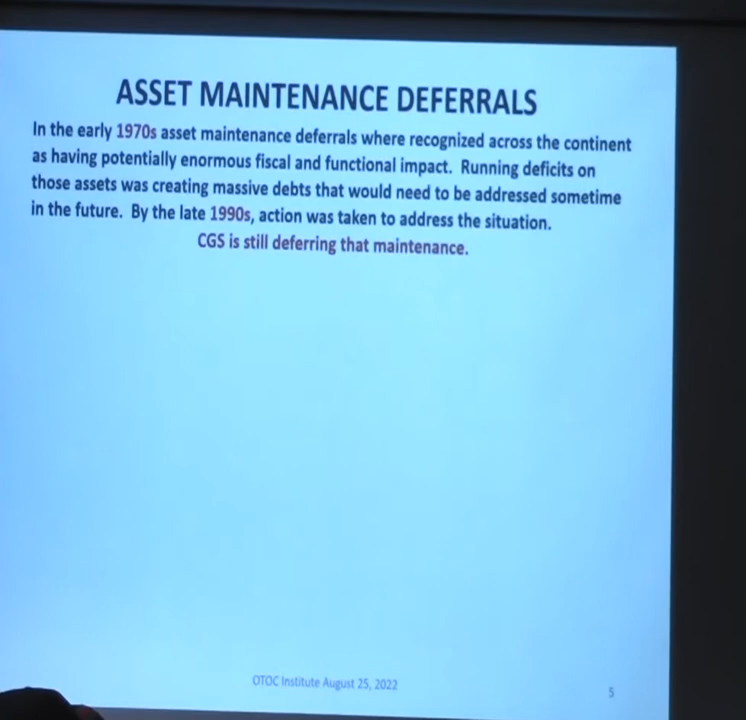 ASSET MAINTENANCE DEFERRALS
In the early 1970s asset maintenance deferrals where recognized across the continent
as having potentially enormous fiscal and functional impact. Running deficits on
those assets was creating massive debts that would need to be addressed sometime
in the future. By the late 1990s, action was taken to address the situation.
CGS is still deferring that maintenance.
OTOC Institute August 25, 2022
5